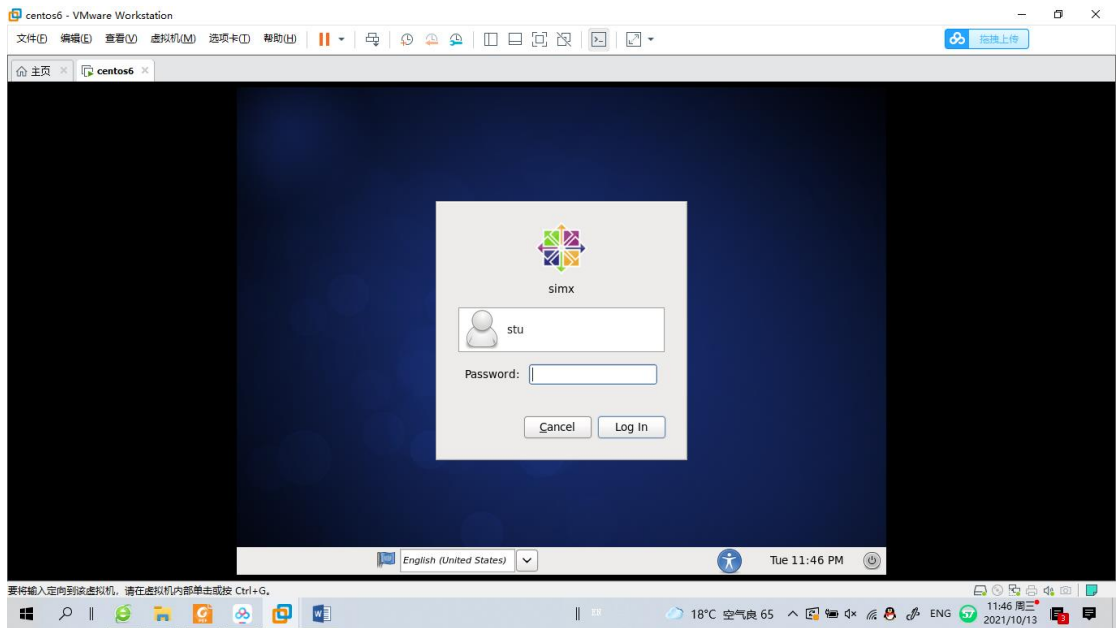 centos6 - VMware Workstation
文件(F) 编辑(E) 查看(V) 虚拟机(M) 选项卡(T) 帮助(H)
拖拽上传
主页 centos6
simx
stu
Password:
Cancel Log In
English (United States) Tue 11:46 PM
要将输入定向到该虚拟机，请在虚拟机内部单击或按 Ctrl+G。
18°C 空气良 65 ENG 11:46 周三
2021/10/13 3